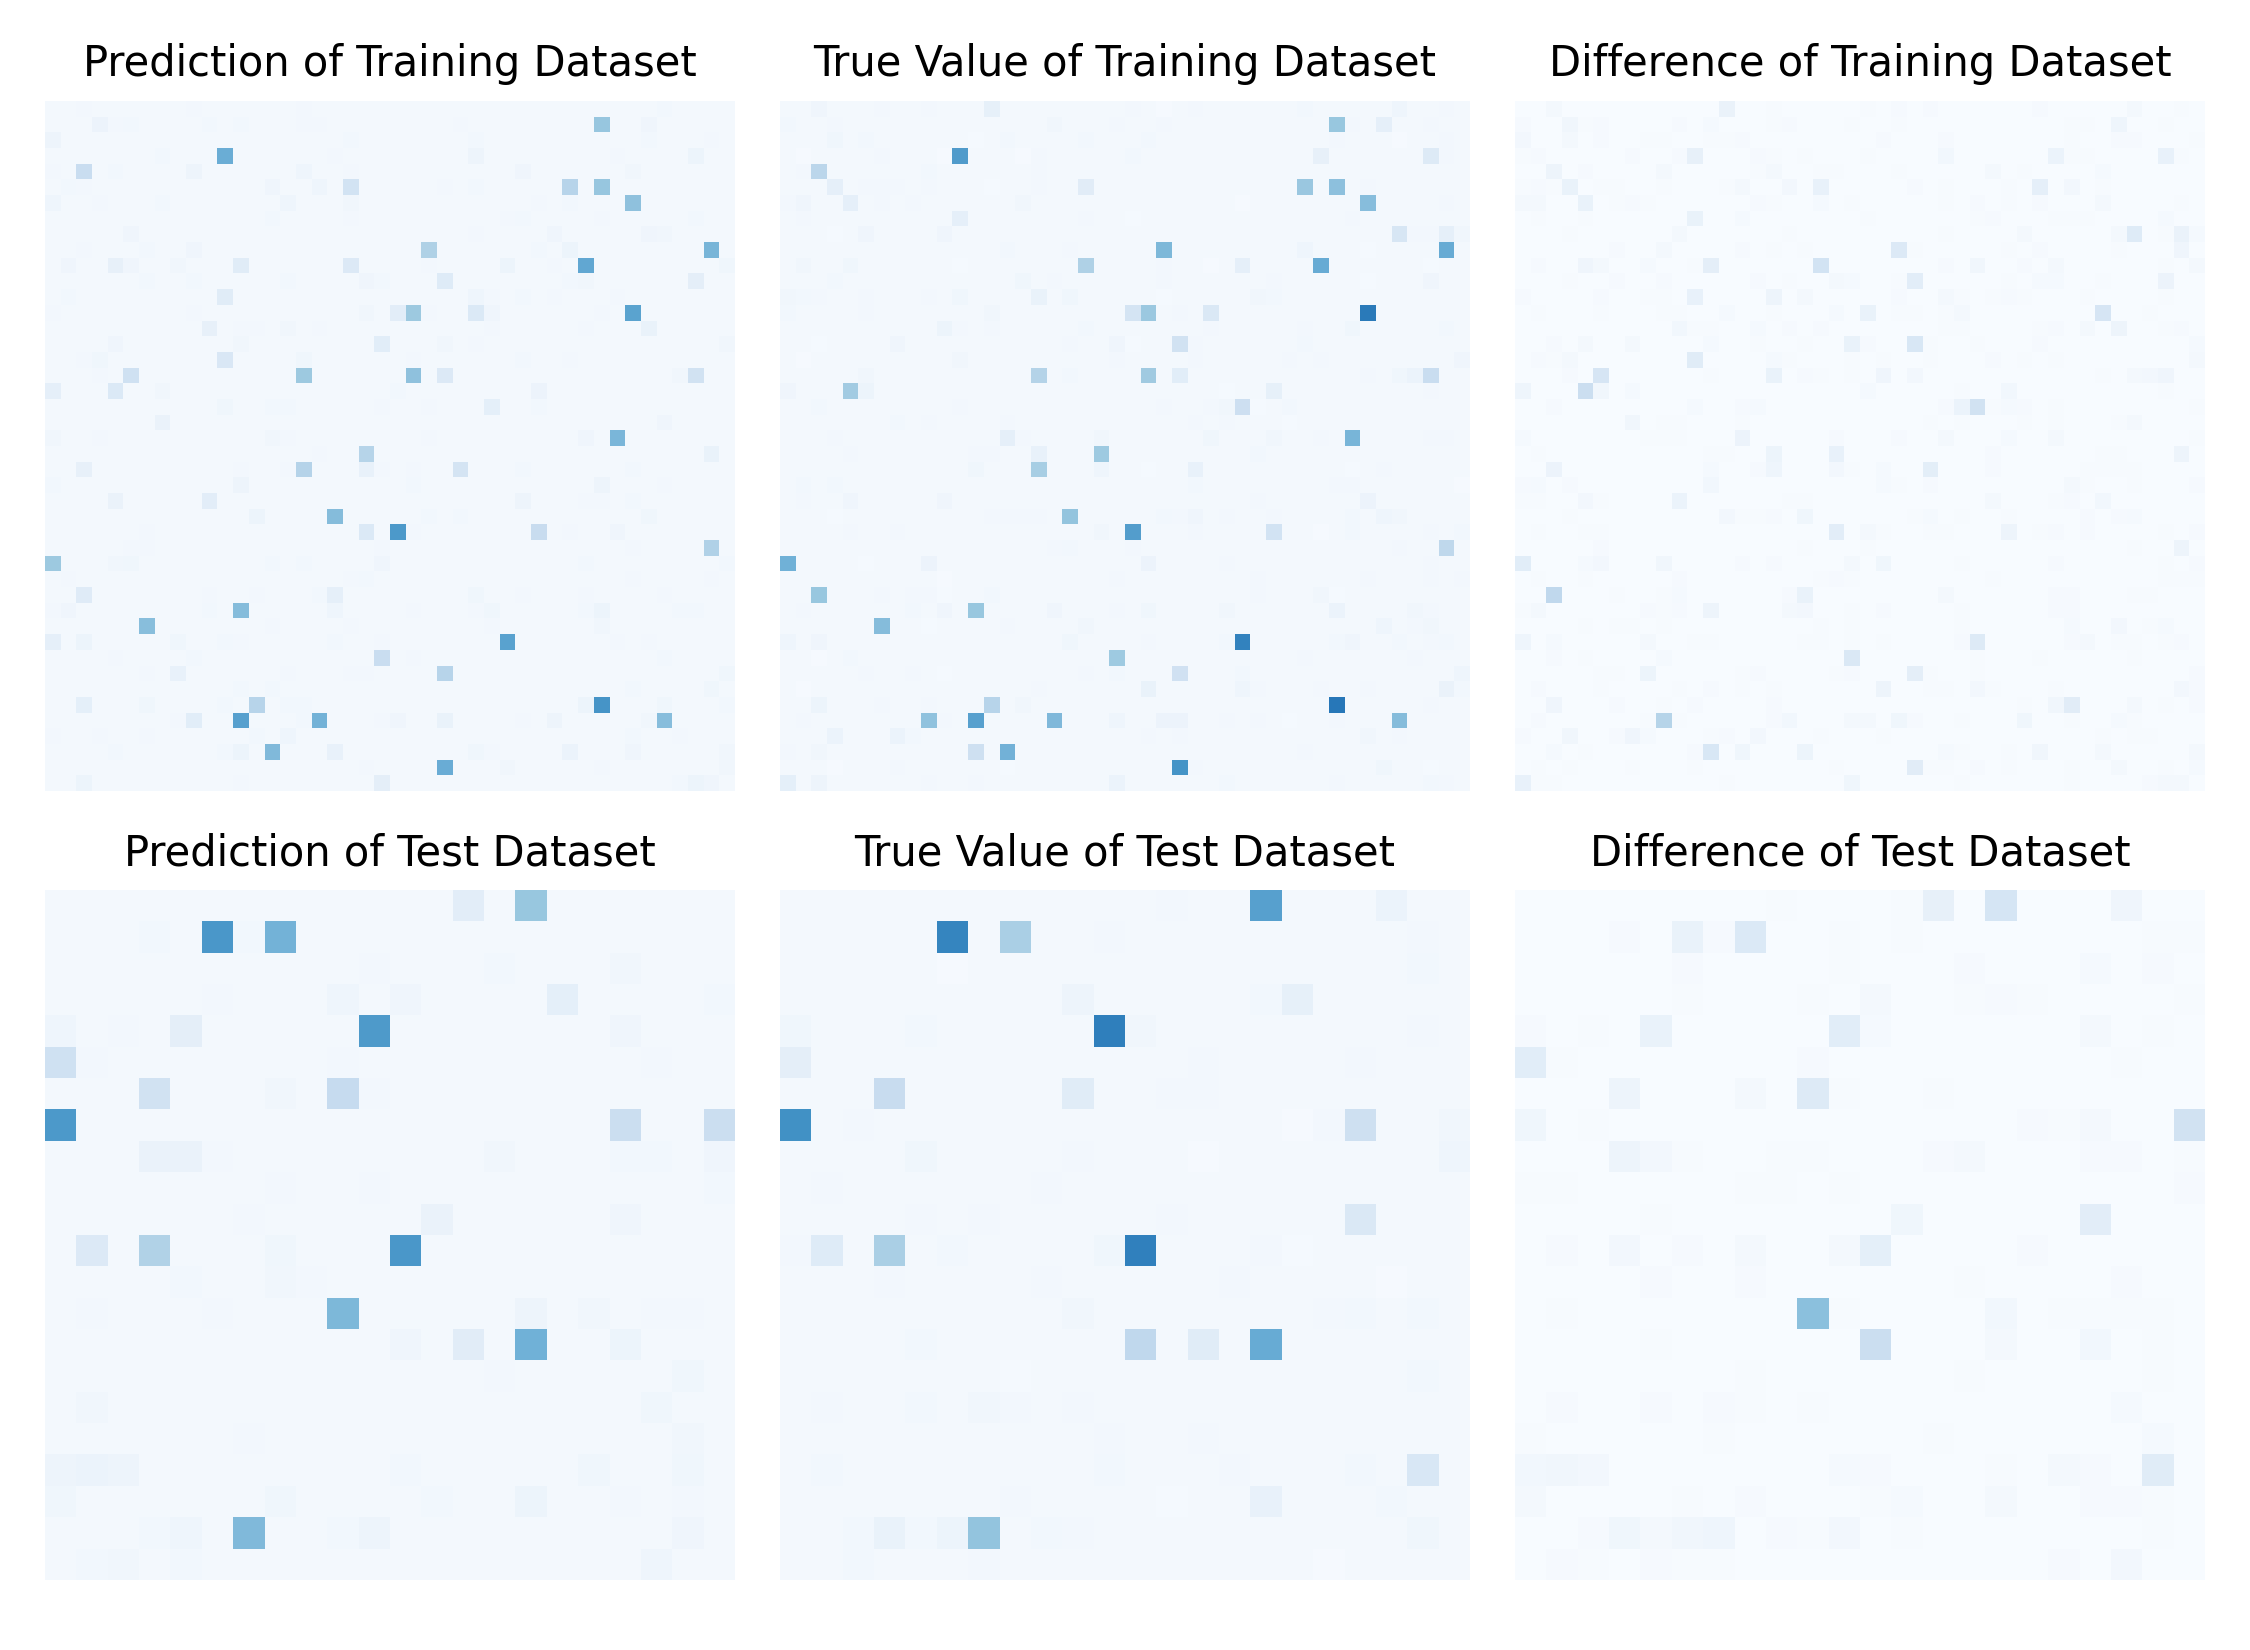 Prediction of Training Dataset
True Value of Training Dataset
Difference of Training Dataset
Prediction of Test Dataset
True Value of Test Dataset
Difference of Test Dataset